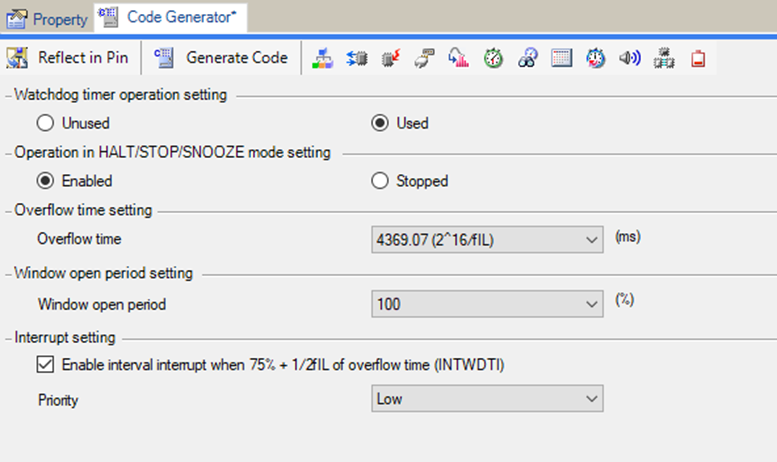 Property Code Generator*
Reflect in Pin Generate Code
Watchdog timer operation setting
Unused Used
Operation in HALT/STOP/SNOOZE mode setting
Enabled Stopped
Overflow time setting
Overflow time 4369.07 (2^16/fIL) (ms)
Window open period setting
Window open period 100 (%)
Interrupt setting
Enable interval interrupt when 75% + 1/2fIL of overflow time (INTWDTI)
Priority Low